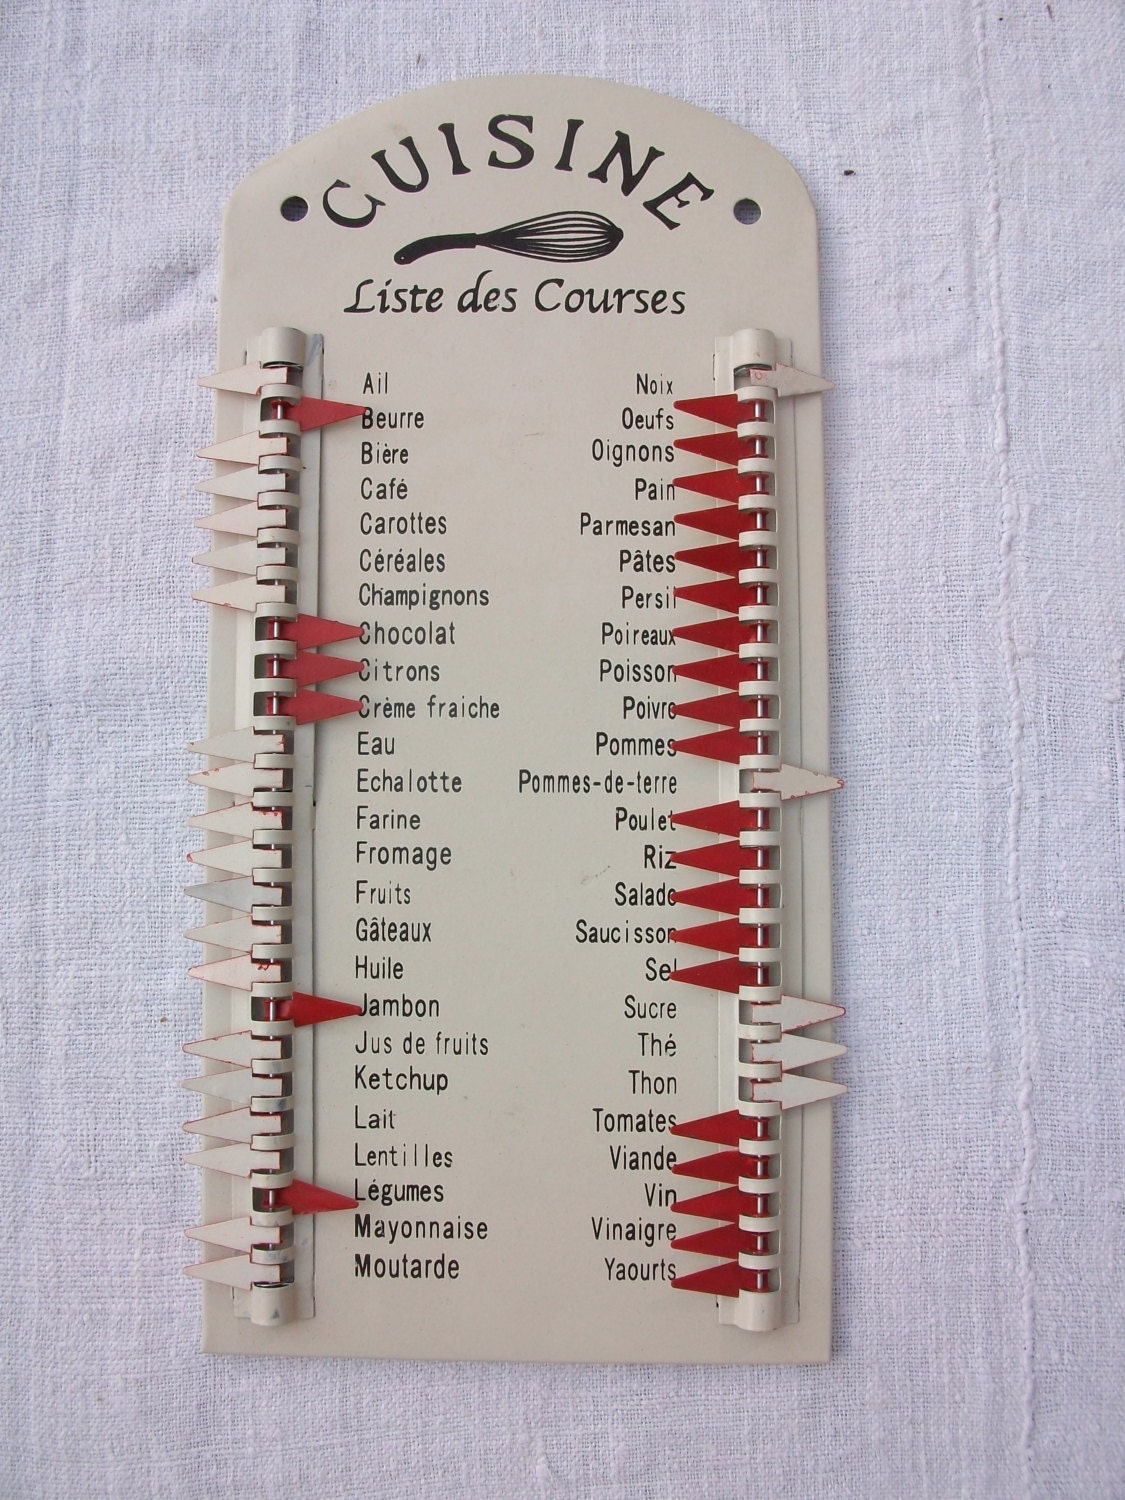 CUISINE
Liste des Courses
Ail
Beurre
Bière
Café
Carottes
Céréales
Champignons
Chocolat
Citrons
Crème fraiche
Eau
Echalotte
Farine
Fromage
Fruits
Gâteaux
Huile
Jambon
Jus de fruits
Ketchup
Lait
Lentilles
Légumes
Mayonnaise
Moutarde
Noix
Oeufs
Oignons
Pain
Parmesan
Pâtes
Persil
Poireaux
Poisson
Poivre
Pommes
Pommes-de-terre
Poulet
Riz
Salade
Saucisson
Sel
Sucre
Thé
Thon
Tomates
Viande
Vin
Vinaigre
Yaourts